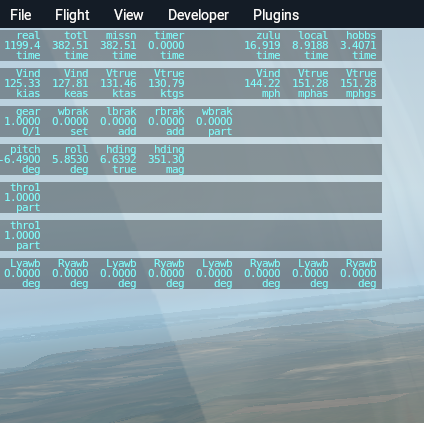 File Flight View Developer Plugins
real totl missn timer zulu local hobbs
1199.4 382.51 382.51 0.0000 16.919 8.9188 3.4071
time time time time time time time
Vind Vind Vtrue Vtrue Vind Vtrue Vtrue
125.33 127.81 131.46 130.79 144.22 151.28 151.28
kias keas ktas ktgs mph mphas mphgs
gear wbrak lbrak rbrak wbrak
1.0000 0.0000 0.0000 0.0000 0.0000
0/1 set add add part
pitch roll hding hding
-6.4900 5.8530 6.6392 351.30
deg deg true mag
thro1
1.0000
part
thro1
1.0000
part
Lyawb Ryawb Lyawb Ryawb Lyawb Ryawb Lyawb Ryawb
0.0000 0.0000 0.0000 0.0000 0.0000 0.0000 0.0000 0.0000
deg deg deg deg deg deg deg deg